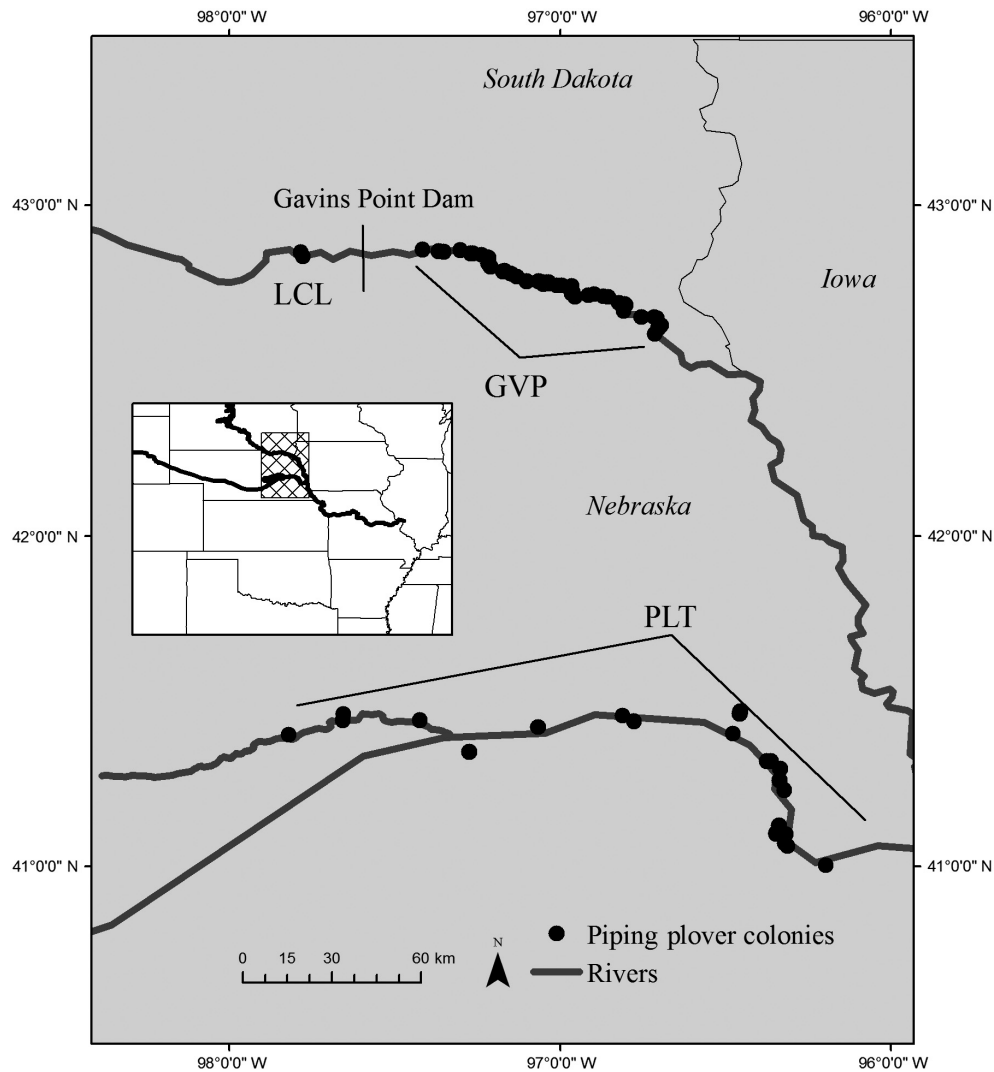 98°0'0" W 97°0'0" W 96°0'0" W
South Dakota
43°0'0" N 43°0'0" N
Gavins Point Dam
Iowa
LCL
GVP
Nebraska
42°0'0" N 42°0'0" N
PLT
41°0'0" N 41°0'0" N
Piping plover colonies
N
0 15 30 60 km
Rivers
98°0'0" W 97°0'0" W 96°0'0" W